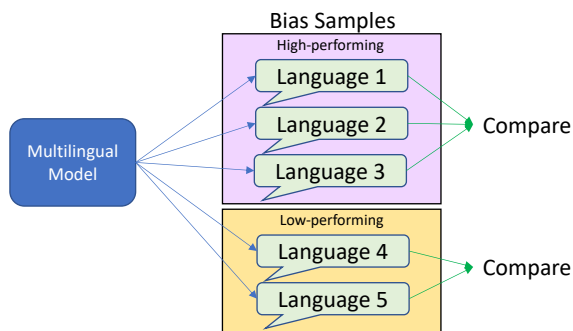 Bias Samples
High-performing
Language 1
Language 2
Language 3
Compare
Multilingual
Model
Low-performing
Language 4
Language 5
Compare